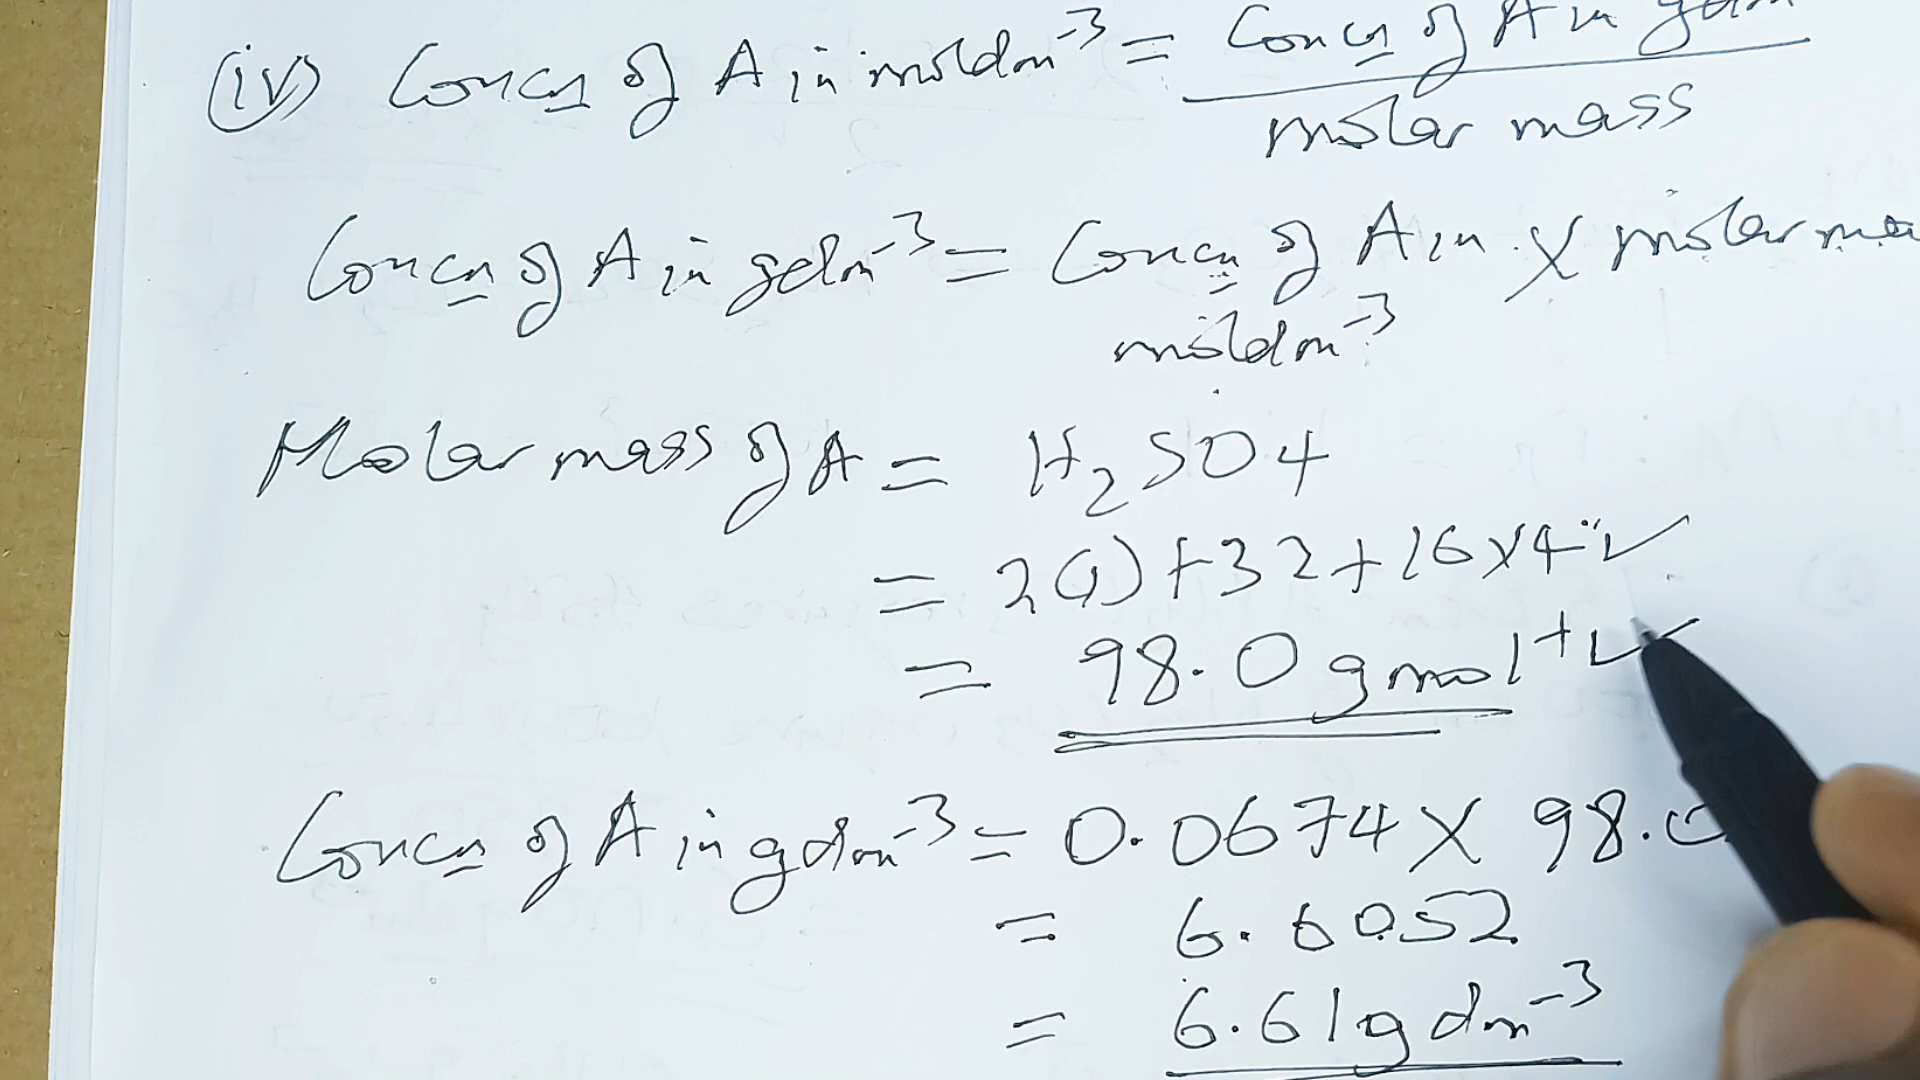 (iv) Concn of A in moldm⁻³ = Concn of A in gdm
molar mass
Concn of A in gdm⁻³ = Concn of A in × molar ma
moldm⁻³
Molar mass of A = H₂SO4
= 2(1)+32+16×4 ✓
= 98.0 gmol⁻¹ ✓
Concn of A in gdm⁻³ = 0.0674 × 98.0
= 6.6052
= 6.61gdm⁻³